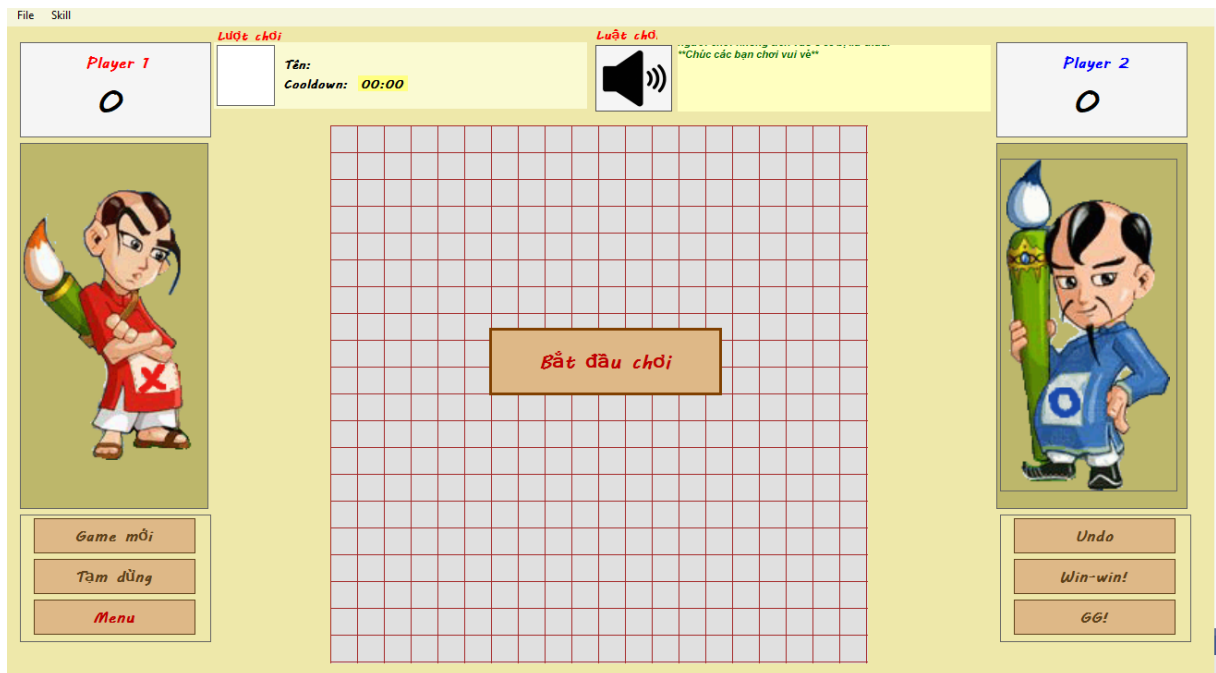 File Skill
Lượt chơi
Luật chơ
Player 1
0
Tên:
Cooldown: 00:00
**Chúc các bạn chơi vui vẻ**
Player 2
0
Bắt đầu chơi
X
O
Game mới
Tạm dừng
Menu
Undo
Win-win!
GG!